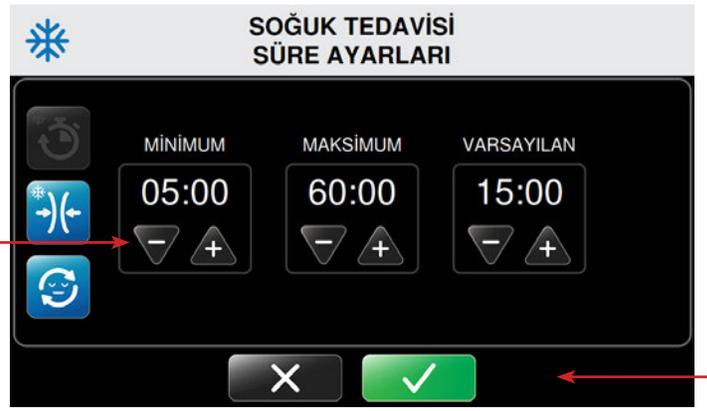 SOĞUK TEDAVİSİ
SÜRE AYARLARI
MİNİMUM
MAKSİMUM
VARSAYILAN
05:00
60:00
15:00